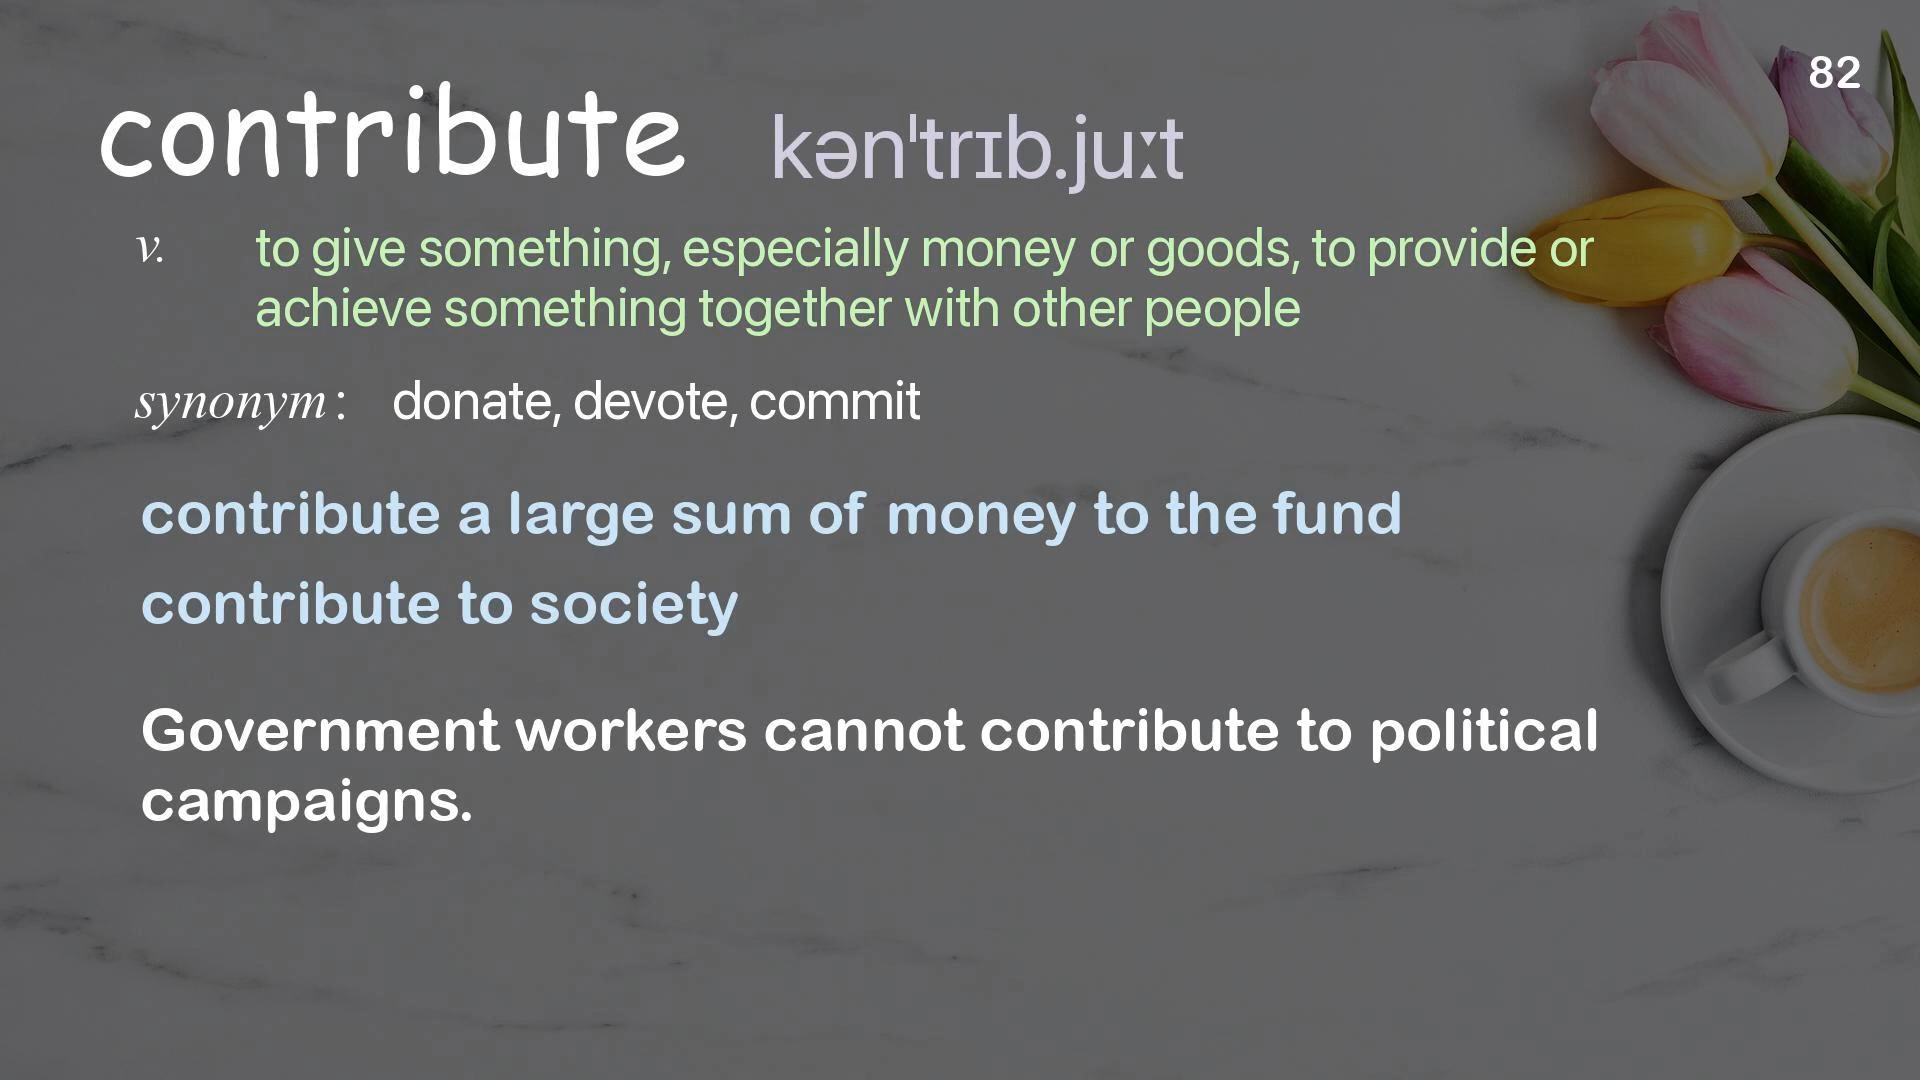 82
contribute kənˈtrɪb.juːt
v. to give something, especially money or goods, to provide or
achieve something together with other people
synonym : donate, devote, commit
contribute a large sum of money to the fund
contribute to society
Government workers cannot contribute to political
campaigns.